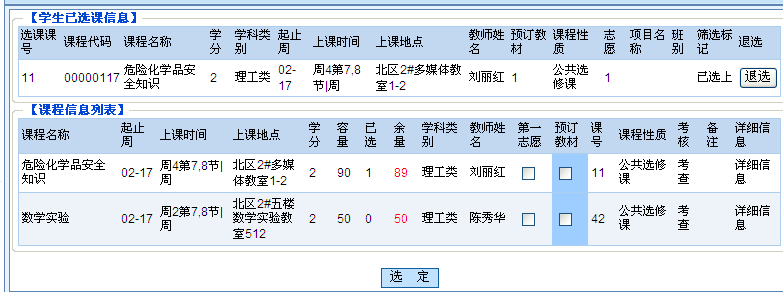 【学生已选课信息】
选课课号 课程代码 课程名称 学分 学科类别 起止周 上课时间 上课地点 教师姓名 预订教材 课程性质 志愿 项目名称 班别 筛选标记 退选
11 00000117 危险化学品安全知识 2 理工类 02-17 周4第7,8节|周 北区2#多媒体教室1-2 刘丽红 1 公共选修课 1 已选上 退选
【课程信息列表】
课程名称 起止周 上课时间 上课地点 学分 容量 已选 余量 学科类别 教师姓名 第一志愿 预订教材 课号 课程性质 考核 备注 详细信息
危险化学品安全知识 02-17 周4第7,8节|周 北区2#多媒体教室1-2 2 90 1 89 理工类 刘丽红 11 公共选修课 考查 详细信息
数学实验 02-17 周2第7,8节|周 北区2#五楼数学实验教室512 2 50 0 50 理工类 陈秀华 42 公共选修课 考查 详细信息
选 定